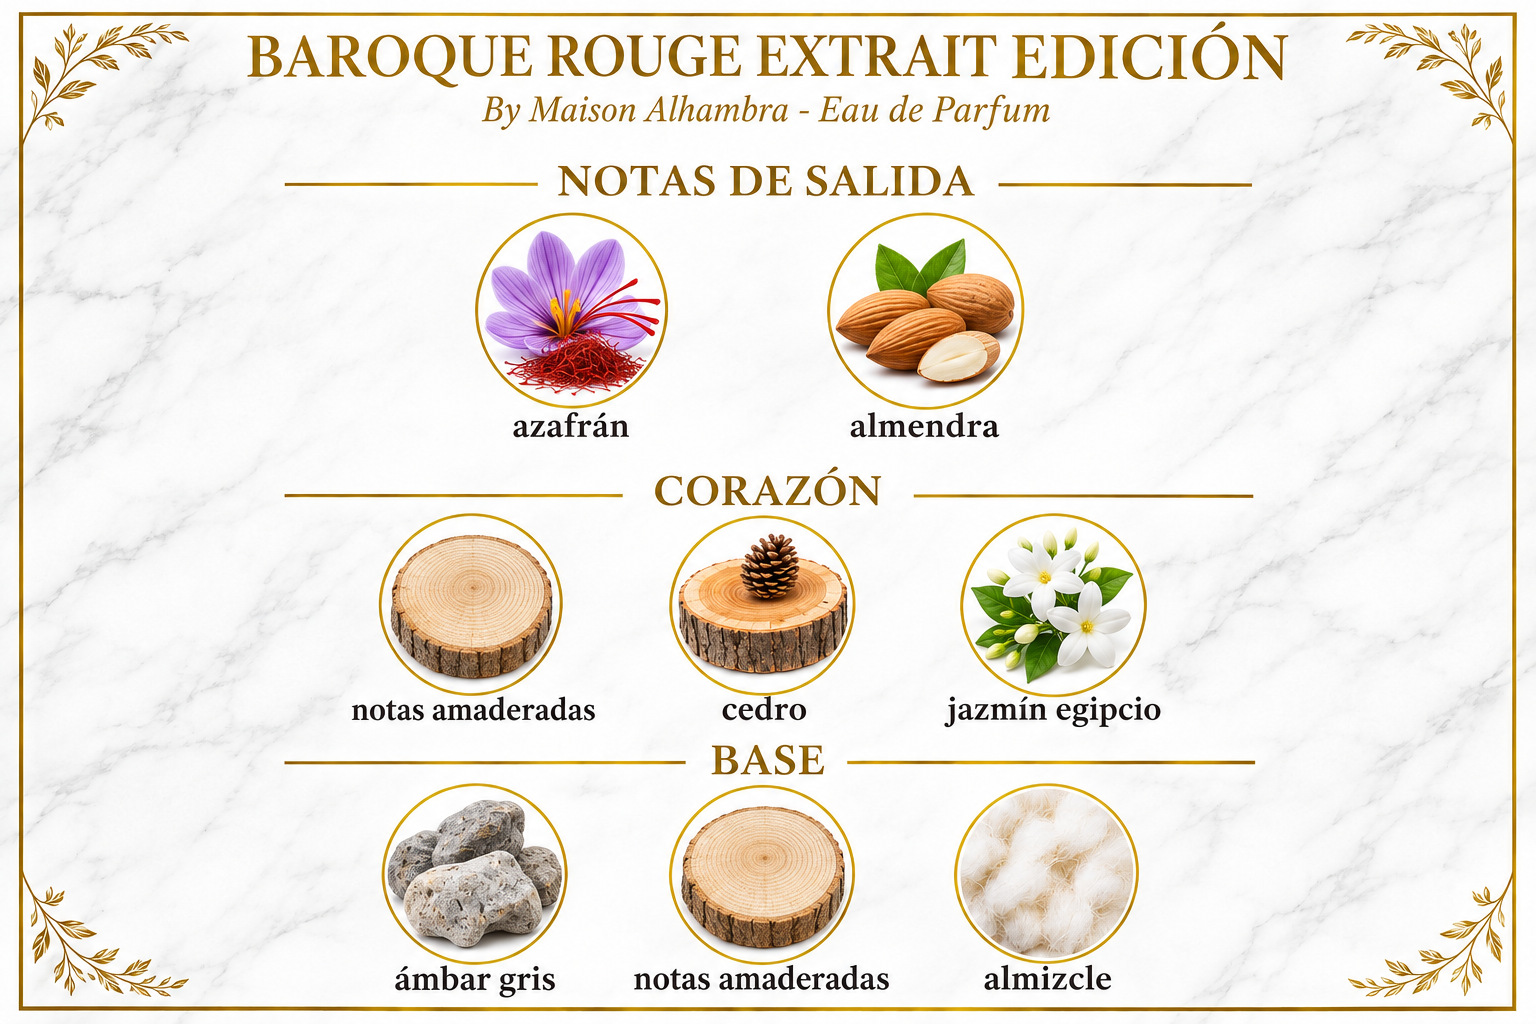 BAROQUE ROUGE EXTRAIT EDICIÓN
By Maison Alhambra - Eau de Parfum
NOTAS DE SALIDA
azafrán
almendra
CORAZÓN
notas amaderadas
cedro
jazmín egipcio
BASE
ámbar gris
notas amaderadas
almizcle